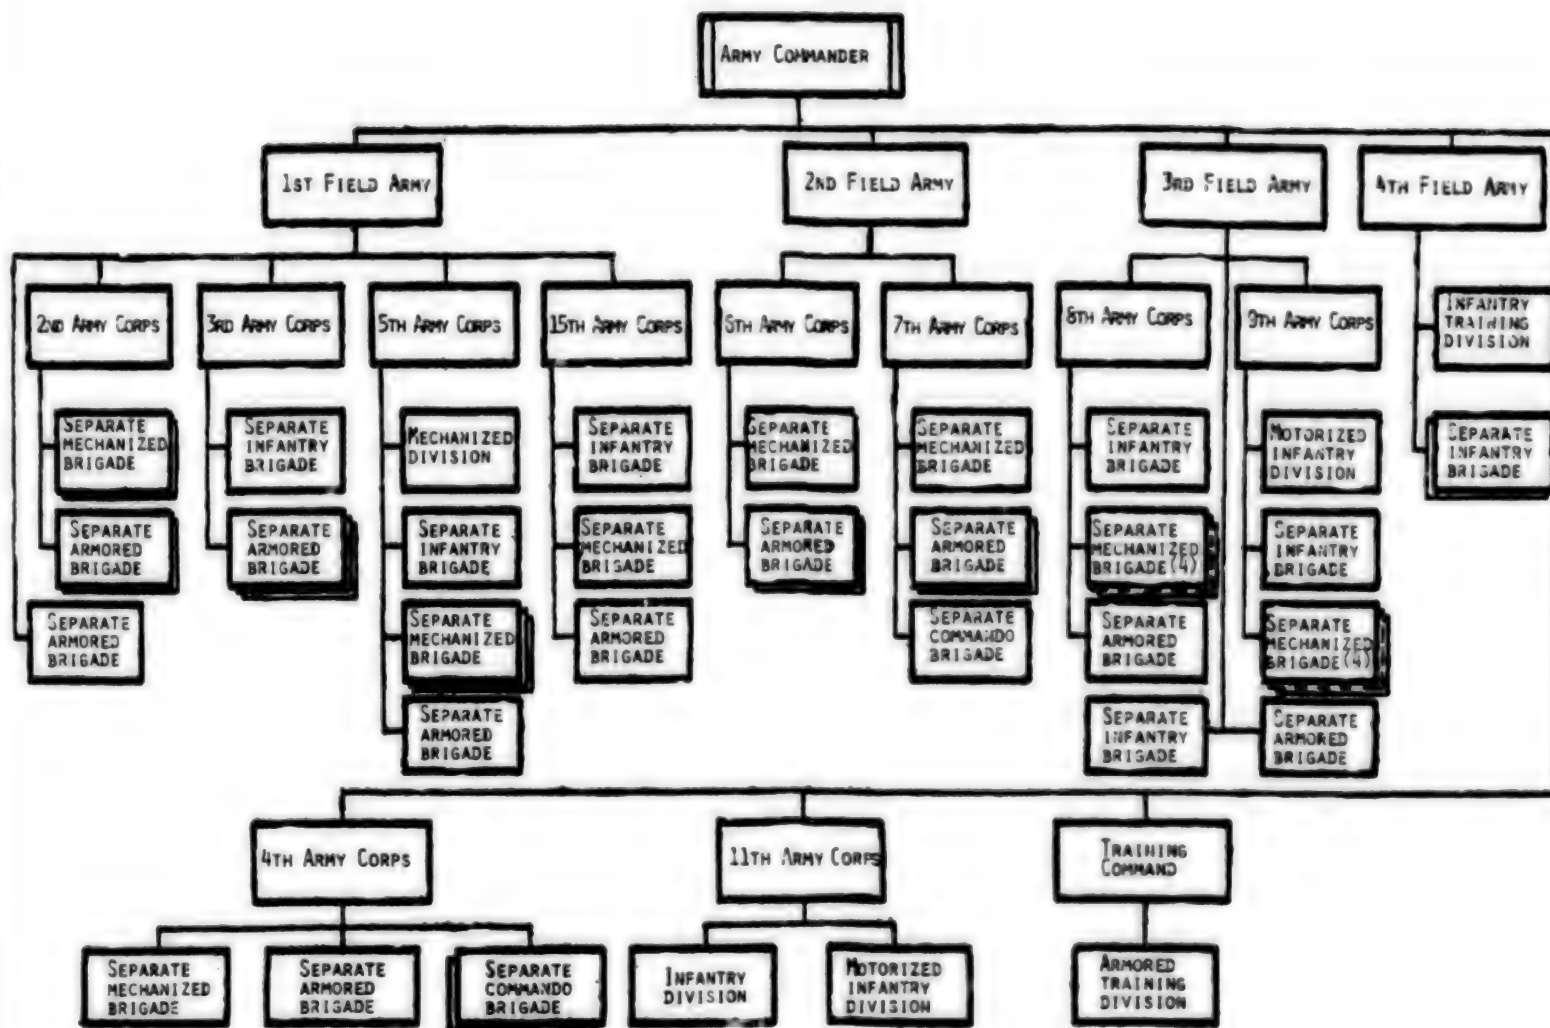 ARMY COMMANDER
1ST FIELD ARMY
2ND FIELD ARMY
3RD FIELD ARMY
4TH FIELD ARMY
2ND ARMY CORPS
3RD ARMY CORPS
5TH ARMY CORPS
15TH ARMY CORPS
7TH ARMY CORPS
8TH ARMY CORPS
9TH ARMY CORPS
INFANTRY
TRAINING
DIVISION
SEPARATE
MECHANIZED
BRIGADE
SEPARATE
INFANTRY
BRIGADE
MECHANIZED
DIVISION
SEPARATE
INFANTRY
BRIGADE
SEPARATE
MECHANIZED
BRIGADE
SEPARATE
MECHANIZED
BRIGADE
SEPARATE
INFANTRY
BRIGADE
MOTORIZED
INFANTRY
DIVISION
SEPARATE
INFANTRY
BRIGADE
SEPARATE
ARMORED
BRIGADE
SEPARATE
ARMORED
BRIGADE
SEPARATE
INFANTRY
BRIGADE
SEPARATE
MECHANIZED
BRIGADE
SEPARATE
ARMORED
BRIGADE
SEPARATE
ARMORED
BRIGADE
SEPARATE
MECHANIZED
BRIGADE(4)
SEPARATE
INFANTRY
BRIGADE
SEPARATE
ARMORED
BRIGADE
SEPARATE
MECHANIZED
BRIGADE
SEPARATE
ARMORED
BRIGADE
SEPARATE
COMMANDO
BRIGADE
SEPARATE
ARMORED
BRIGADE
SEPARATE
MECHANIZED
BRIGADE(4)
SEPARATE
ARMORED
BRIGADE
SEPARATE
INFANTRY
BRIGADE
SEPARATE
ARMORED
BRIGADE
4TH ARMY CORPS
11TH ARMY CORPS
TRAINING
COMMAND
SEPARATE
MECHANIZED
BRIGADE
SEPARATE
ARMORED
BRIGADE
SEPARATE
COMMANDO
BRIGADE
INFANTRY
DIVISION
MOTORIZED
INFANTRY
DIVISION
ARMORED
TRAINING
DIVISION